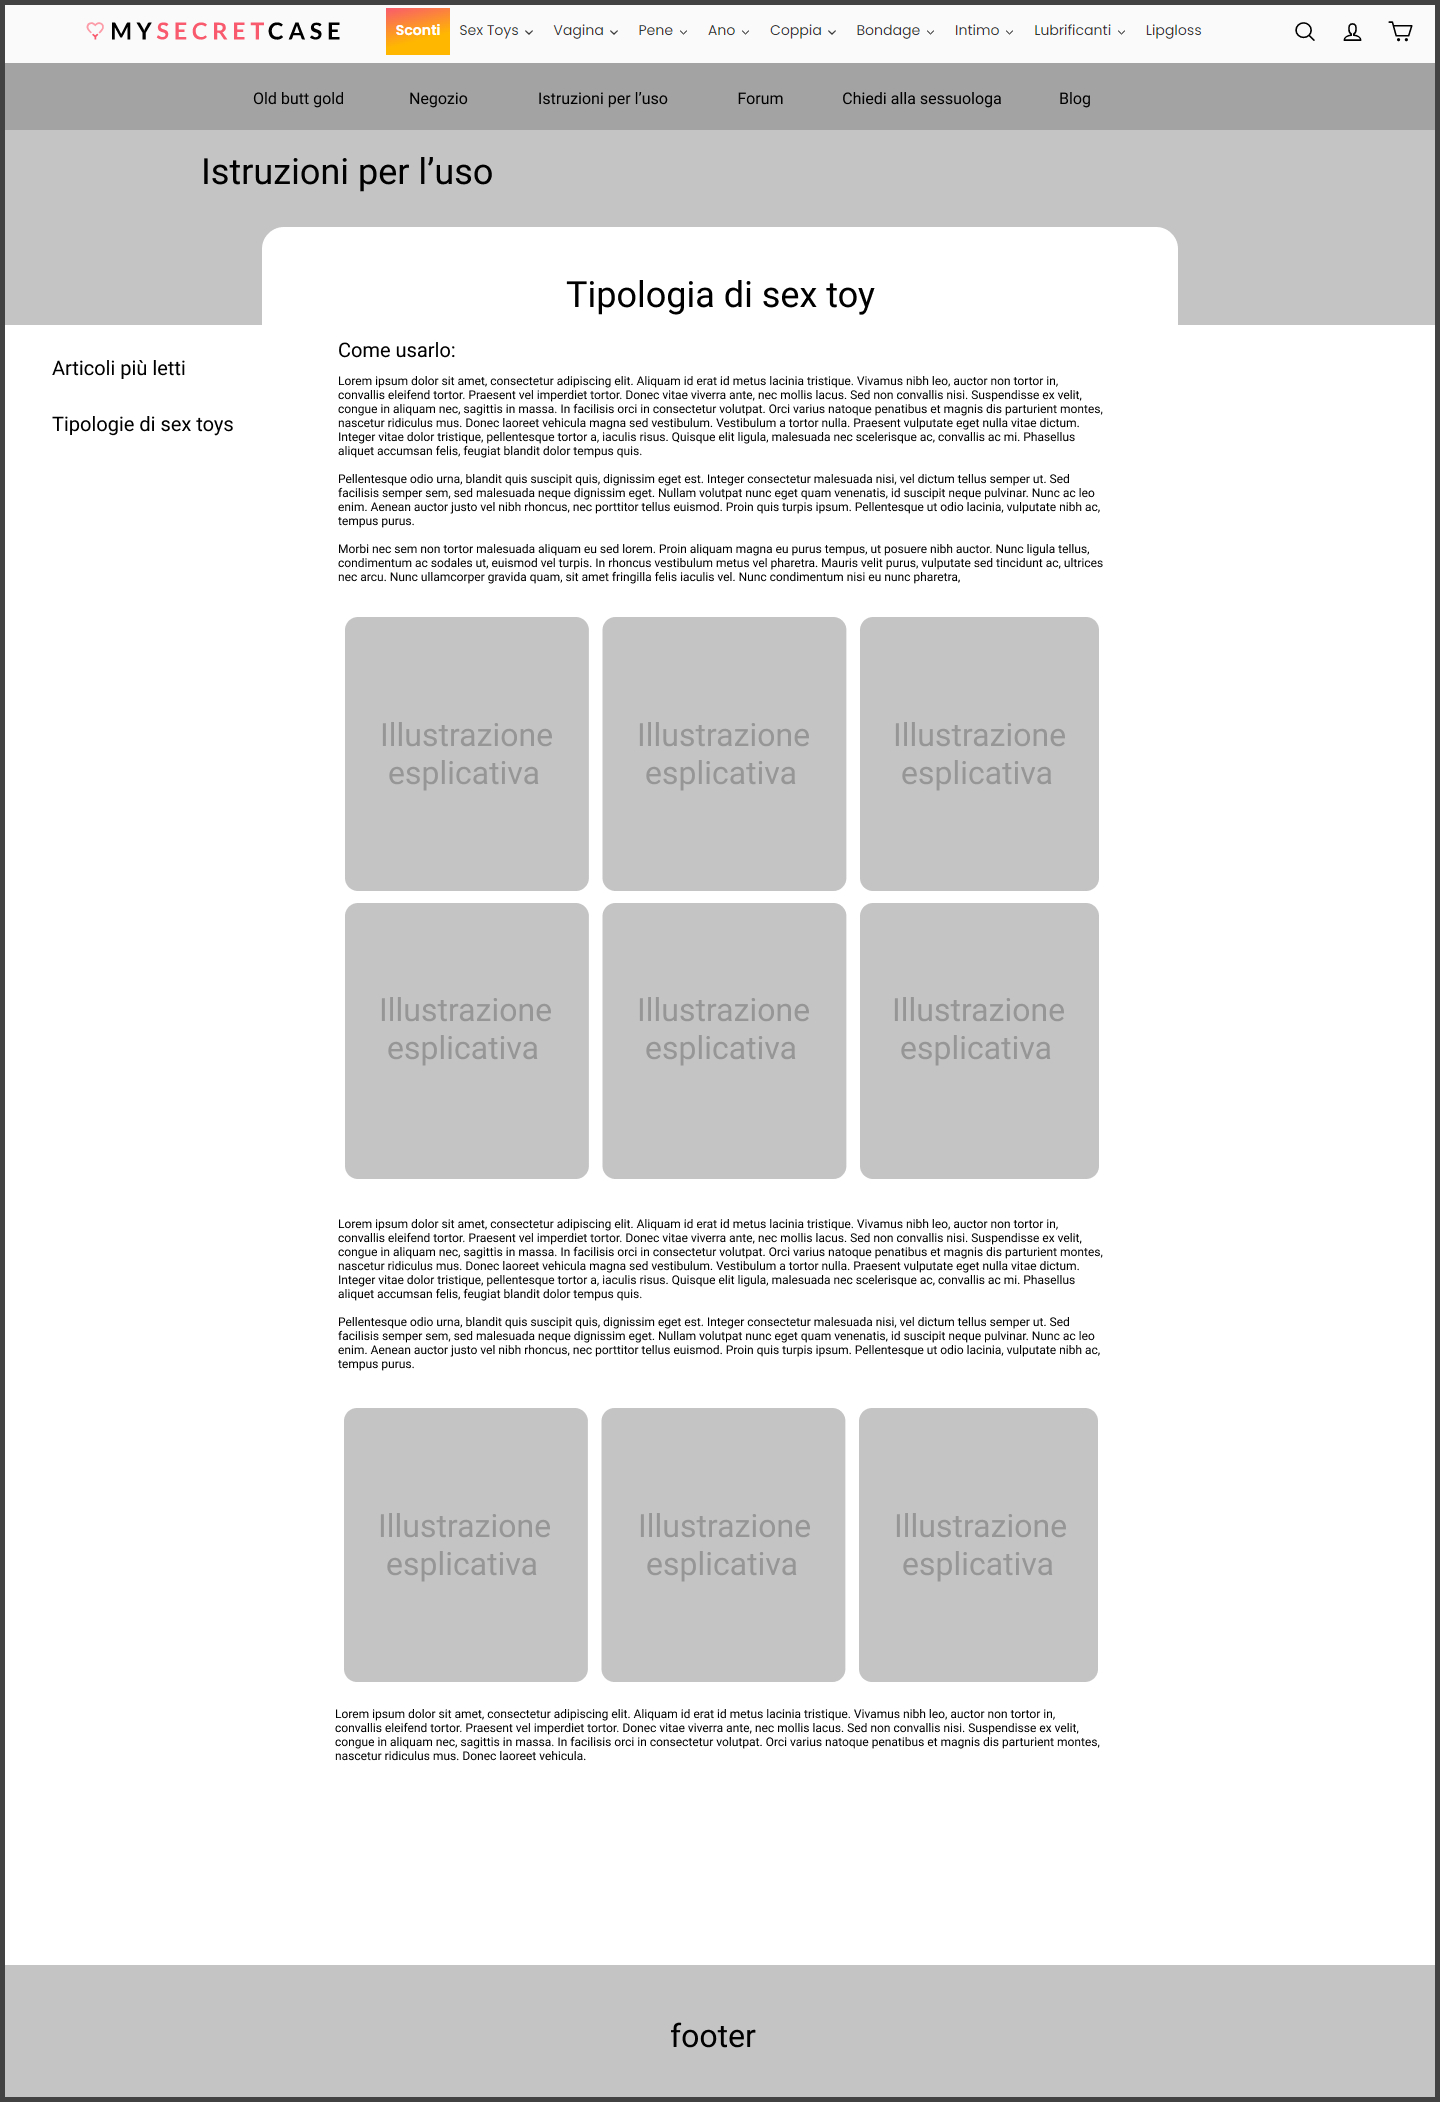 MYSECRETCASE Sconti Sex Toys Vagina Pene Ano Coppia Bondage Intimo Lubrificanti Lipgloss
Old butt gold Negozio Istruzioni per l’uso Forum Chiedi alla sessuologa Blog
Istruzioni per l’uso
Tipologia di sex toy
Articoli più letti
Tipologie di sex toys
Come usarlo:
Lorem ipsum dolor sit amet, consectetur adipiscing elit. Aliquam id erat id metus lacinia tristique. Vivamus nibh leo, auctor non tortor in,
convallis eleifend tortor. Praesent vel imperdiet tortor. Donec vitae viverra ante, nec mollis lacus. Sed non convallis nisi. Suspendisse ex velit,
congue in aliquam nec, sagittis in massa. In facilisis orci in consectetur volutpat. Orci varius natoque penatibus et magnis dis parturient montes,
nascetur ridiculus mus. Donec laoreet vehicula magna sed vestibulum. Vestibulum a tortor nulla. Praesent vulputate eget nulla vitae dictum.
Integer vitae dolor tristique, pellentesque tortor a, iaculis risus. Quisque elit ligula, malesuada nec scelerisque ac, convallis ac mi. Phasellus
aliquet accumsan felis, feugiat blandit dolor tempus quis.
Pellentesque odio urna, blandit quis suscipit quis, dignissim eget est. Integer consectetur malesuada nisi, vel dictum tellus semper ut. Sed
facilisis semper sem, sed malesuada neque dignissim eget. Nullam volutpat nunc eget quam venenatis, id suscipit neque pulvinar. Nunc ac leo
enim. Aenean auctor justo vel nibh rhoncus, nec porttitor tellus euismod. Proin quis turpis ipsum. Pellentesque ut odio lacinia, vulputate nibh ac,
tempus purus.
Morbi nec sem non tortor malesuada aliquam eu sed lorem. Proin aliquam magna eu purus tempus, ut posuere nibh auctor. Nunc ligula tellus,
condimentum ac sodales ut, euismod vel turpis. In rhoncus vestibulum metus vel pharetra. Mauris velit purus, vulputate sed tincidunt ac, ultrices
nec arcu. Nunc ullamcorper gravida quam, sit amet fringilla felis iaculis vel. Nunc condimentum nisi eu nunc pharetra,
Illustrazione
esplicativa
Illustrazione
esplicativa
Illustrazione
esplicativa
Illustrazione
esplicativa
Illustrazione
esplicativa
Illustrazione
esplicativa
Lorem ipsum dolor sit amet, consectetur adipiscing elit. Aliquam id erat id metus lacinia tristique. Vivamus nibh leo, auctor non tortor in,
convallis eleifend tortor. Praesent vel imperdiet tortor. Donec vitae viverra ante, nec mollis lacus. Sed non convallis nisi. Suspendisse ex velit,
congue in aliquam nec, sagittis in massa. In facilisis orci in consectetur volutpat. Orci varius natoque penatibus et magnis dis parturient montes,
nascetur ridiculus mus. Donec laoreet vehicula magna sed vestibulum. Vestibulum a tortor nulla. Praesent vulputate eget nulla vitae dictum.
Integer vitae dolor tristique, pellentesque tortor a, iaculis risus. Quisque elit ligula, malesuada nec scelerisque ac, convallis ac mi. Phasellus
aliquet accumsan felis, feugiat blandit dolor tempus quis.
Pellentesque odio urna, blandit quis suscipit quis, dignissim eget est. Integer consectetur malesuada nisi, vel dictum tellus semper ut. Sed
facilisis semper sem, sed malesuada neque dignissim eget. Nullam volutpat nunc eget quam venenatis, id suscipit neque pulvinar. Nunc ac leo
enim. Aenean auctor justo vel nibh rhoncus, nec porttitor tellus euismod. Proin quis turpis ipsum. Pellentesque ut odio lacinia, vulputate nibh ac,
tempus purus.
Illustrazione
esplicativa
Illustrazione
esplicativa
Illustrazione
esplicativa
Lorem ipsum dolor sit amet, consectetur adipiscing elit. Aliquam id erat id metus lacinia tristique. Vivamus nibh leo, auctor non tortor in,
convallis eleifend tortor. Praesent vel imperdiet tortor. Donec vitae viverra ante, nec mollis lacus. Sed non convallis nisi. Suspendisse ex velit,
congue in aliquam nec, sagittis in massa. In facilisis orci in consectetur volutpat. Orci varius natoque penatibus et magnis dis parturient montes,
nascetur ridiculus mus. Donec laoreet vehicula.
footer